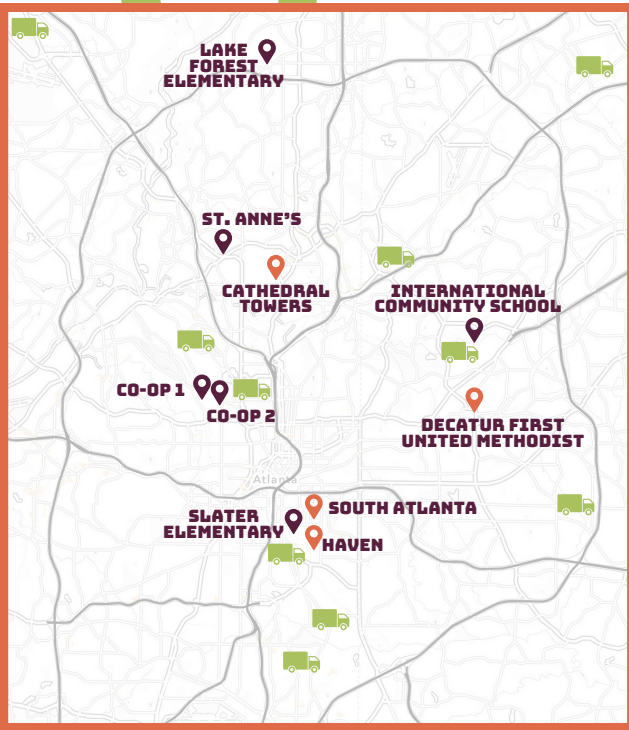 LAKE
FOREST
ELEMENTARY
ST. ANNE'S
CATHEDRAL
TOWERS
INTERNATIONAL
COMMUNITY SCHOOL
CO-OP 1
CO-OP 2
DECATUR FIRST
UNITED METHODIST
Atlanta
SOUTH ATLANTA
SLATER
ELEMENTARY
HAVEN